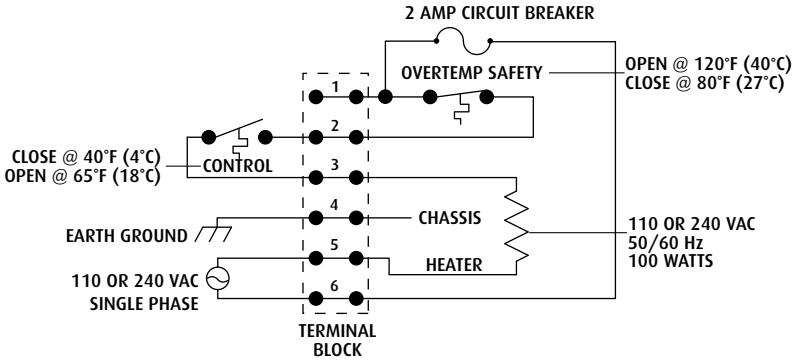 2 AMP CIRCUIT BREAKER
OVERTEMP SAFETY
OPEN @ 120°F (40°C)
CLOSE @ 80°F (27°C)
1
2
CLOSE @ 40°F (4°C)
OPEN @ 65°F (18°C)
CONTROL
3
4
CHASSIS
EARTH GROUND
110 OR 240 VAC
50/60 Hz
100 WATTS
5
HEATER
110 OR 240 VAC
SINGLE PHASE
6
TERMINAL
BLOCK